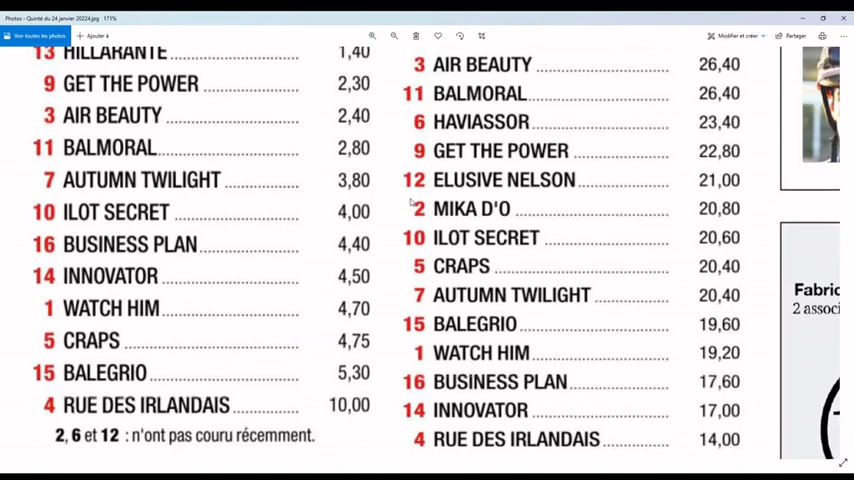 Photos - Quinté du 24 janvier 20224.jpg 171%
Voir toutes les photos
Ajouter à
Modifier et créer
Partager
13 HILLARANTE 1,40
9 GET THE POWER 2,30
3 AIR BEAUTY 2,40
11 BALMORAL 2,80
7 AUTUMN TWILIGHT 3,80
10 ILOT SECRET 4,00
16 BUSINESS PLAN 4,40
14 INNOVATOR 4,50
1 WATCH HIM 4,70
5 CRAPS 4,75
15 BALEGRIO 5,30
4 RUE DES IRLANDAIS 10,00
2, 6 et 12 : n'ont pas couru récemment.
3 AIR BEAUTY 26,40
11 BALMORAL 26,40
6 HAVIASSOR 23,40
9 GET THE POWER 22,80
12 ELUSIVE NELSON 21,00
2 MIKA D'O 20,80
10 ILOT SECRET 20,60
5 CRAPS 20,40
7 AUTUMN TWILIGHT 20,40
15 BALEGRIO 19,60
1 WATCH HIM 19,20
16 BUSINESS PLAN 17,60
14 INNOVATOR 17,00
4 RUE DES IRLANDAIS 14,00
Fabric
2 assoc